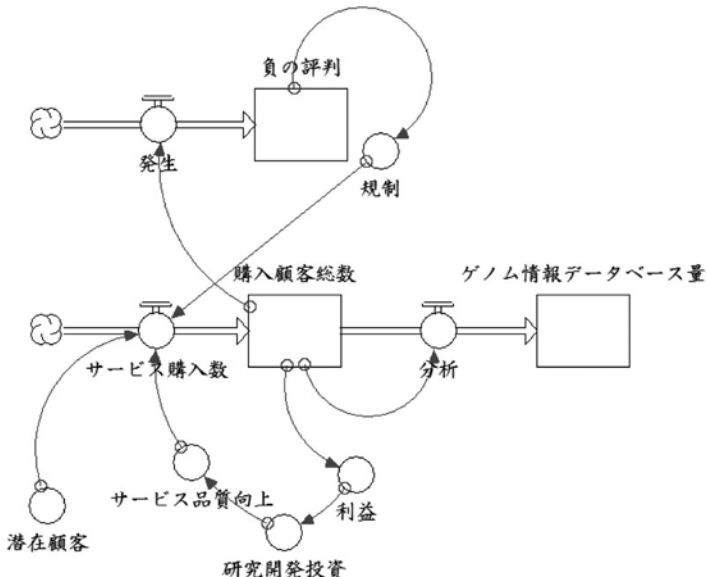 負の評判
発生
規制
購入顧客総数
ゲノム情報データベース量
サービス購入数
分析
サービス品質向上
利益
潜在顧客
研究開発投資